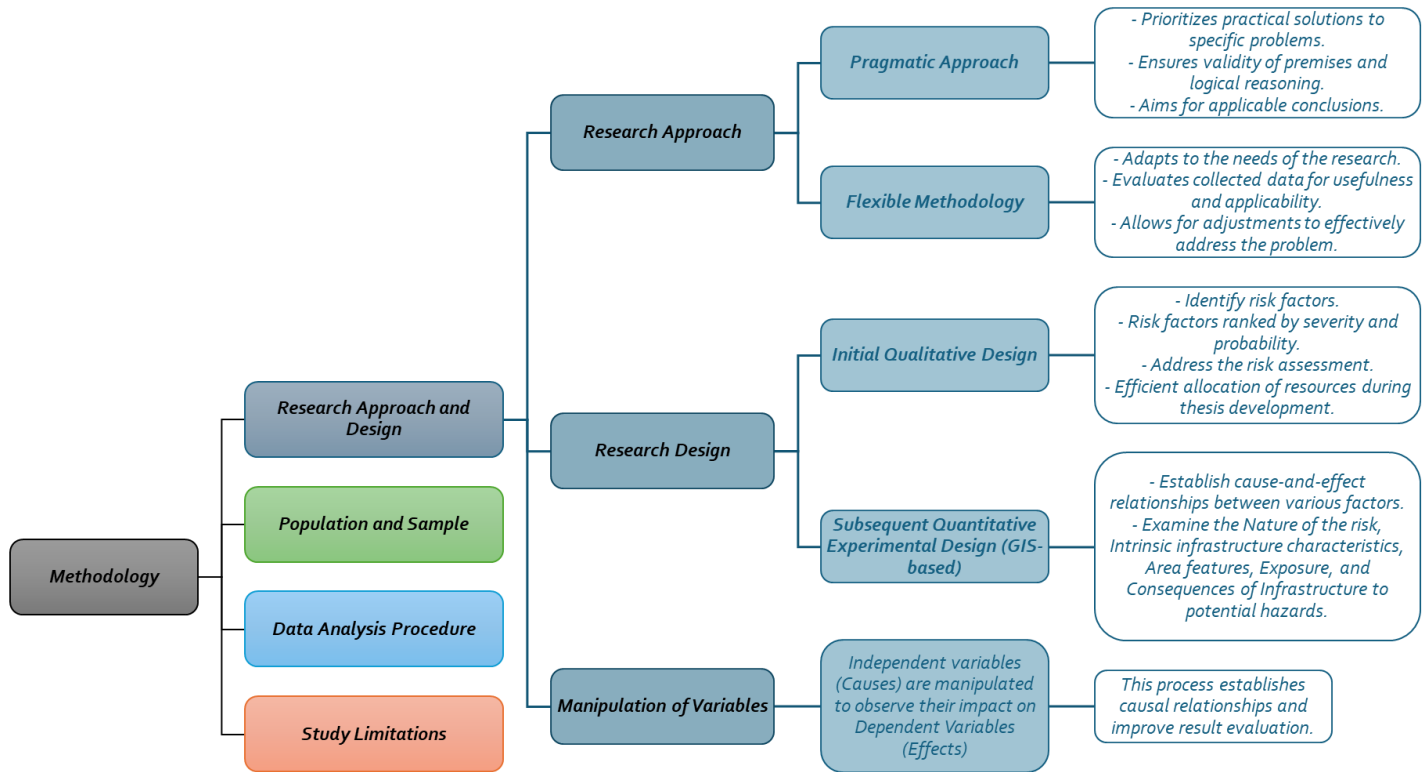 Methodology
Research Approach and
Design
Population and Sample
Data Analysis Procedure
Study Limitations
Research Approach
Pragmatic Approach
- Prioritizes practical solutions to
specific problems.
- Ensures validity of premises and
logical reasoning.
- Aims for applicable conclusions.
Flexible Methodology
- Adapts to the needs of the research.
- Evaluates collected data for usefulness
and applicability.
- Allows for adjustments to effectively
address the problem.
Research Design
Initial Qualitative Design
- Identify risk factors.
- Risk factors ranked by severity and
probability.
- Address the risk assessment.
- Efficient allocation of resources during
thesis development.
Subsequent Quantitative
Experimental Design (GIS-
based)
- Establish cause-and-effect
relationships between various factors.
- Examine the Nature of the risk,
Intrinsic infrastructure characteristics,
Area features, Exposure, and
Consequences of Infrastructure to
potential hazards.
Manipulation of Variables
Independent variables
(Causes) are manipulated
to observe their impact on
Dependent Variables
(Effects)
This process establishes
causal relationships and
improve result evaluation.